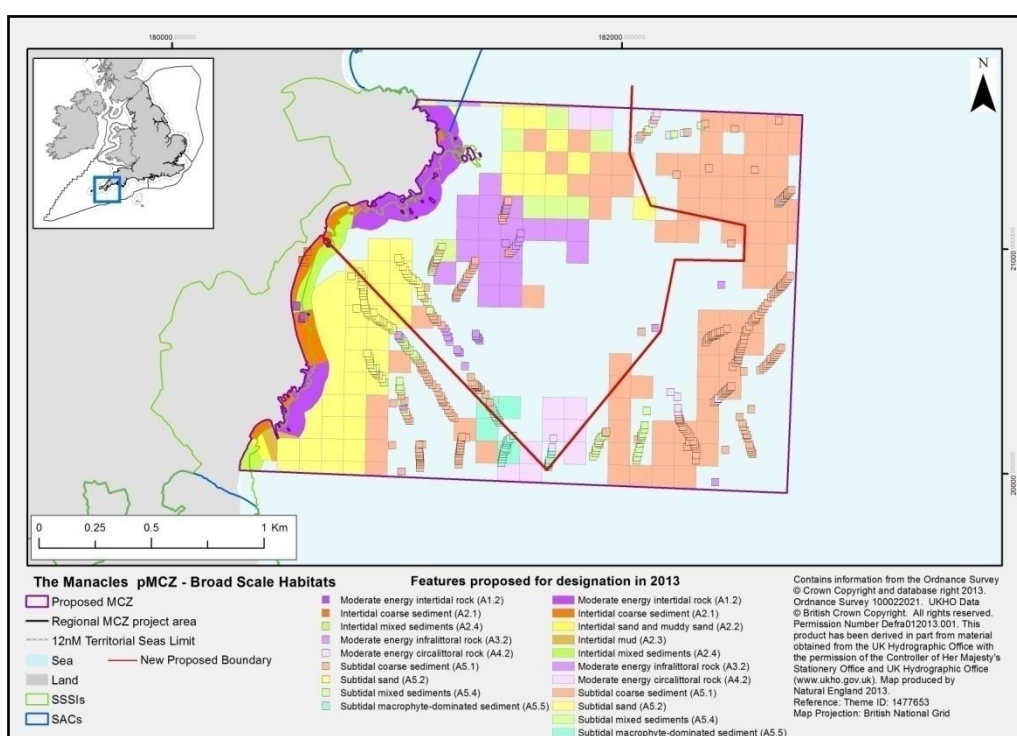 180000.000000
182000.000000
N
21000.000000
20000.000000
0 0.25 0.5 1 Km
The Manacles pMCZ - Broad Scale Habitats
Proposed MCZ
Regional MCZ project area
12nM Territorial Seas Limit
Sea
New Proposed Boundary
Land
SSSIs
SACs
Features proposed for designation in 2013
Moderate energy intertidal rock (A1.2)
Intertidal coarse sediment (A2.1)
Intertidal mixed sediments (A2.4)
Moderate energy infralittoral rock (A3.2)
Moderate energy circalittoral rock (A4.2)
Subtidal coarse sediment (A5.1)
Subtidal sand (A5.2)
Subtidal mixed sediments (A5.4)
Subtidal macrophyte-dominated sediment (A5.5)
Moderate energy intertidal rock (A1.2)
Intertidal coarse sediment (A2.1)
Intertidal sand and muddy sand (A2.2)
Intertidal mud (A2.3)
Intertidal mixed sediments (A2.4)
Moderate energy infralittoral rock (A3.2)
Moderate energy circalittoral rock (A4.2)
Subtidal coarse sediment (A5.1)
Subtidal sand (A5.2)
Subtidal mixed sediments (A5.4)
Subtidal macrophyte-dominated sediment (A5.5)
Contains information from the Ordnance Survey
© Crown Copyright and database right 2013.
Ordnance Survey 100022021. UKHO Data
© British Crown Copyright. All rights reserved.
Permission Number Defra012013.001. This
product has been derived in part from material
obtained from the UK Hydrographic Office with
the permission of the Controller of Her Majesty's
Stationery Office and UK Hydrographic Office
(www.ukho.gov.uk). Map produced by
Natural England 2013.
Reference: Theme ID: 1477653
Map Projection: British National Grid